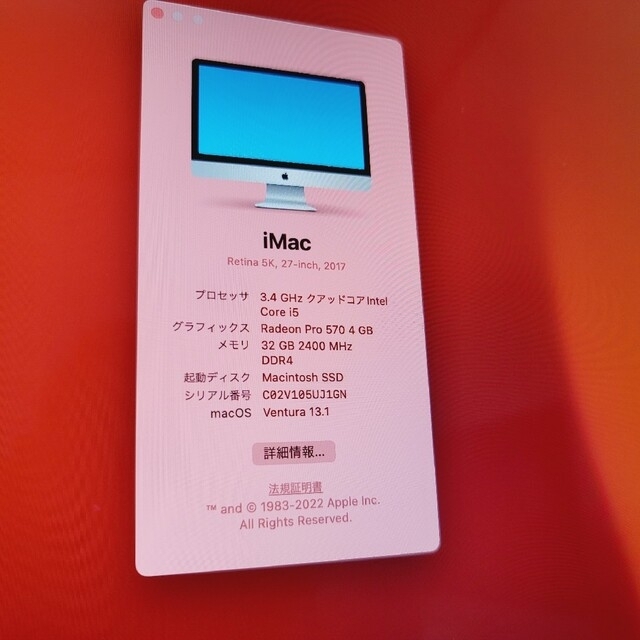 iMac
Retina 5K, 27-inch, 2017
プロセッサ 3.4 GHz クアッドコアIntel
Core i5
グラフィックス Radeon Pro 570 4 GB
メモリ 32 GB 2400 MHz
DDR4
起動ディスク Macintosh SSD
シリアル番号 C02V105UJ1GN
macOS Ventura 13.1
詳細情報...
法規証明書
™ and © 1983-2022 Apple Inc.
All Rights Reserved.